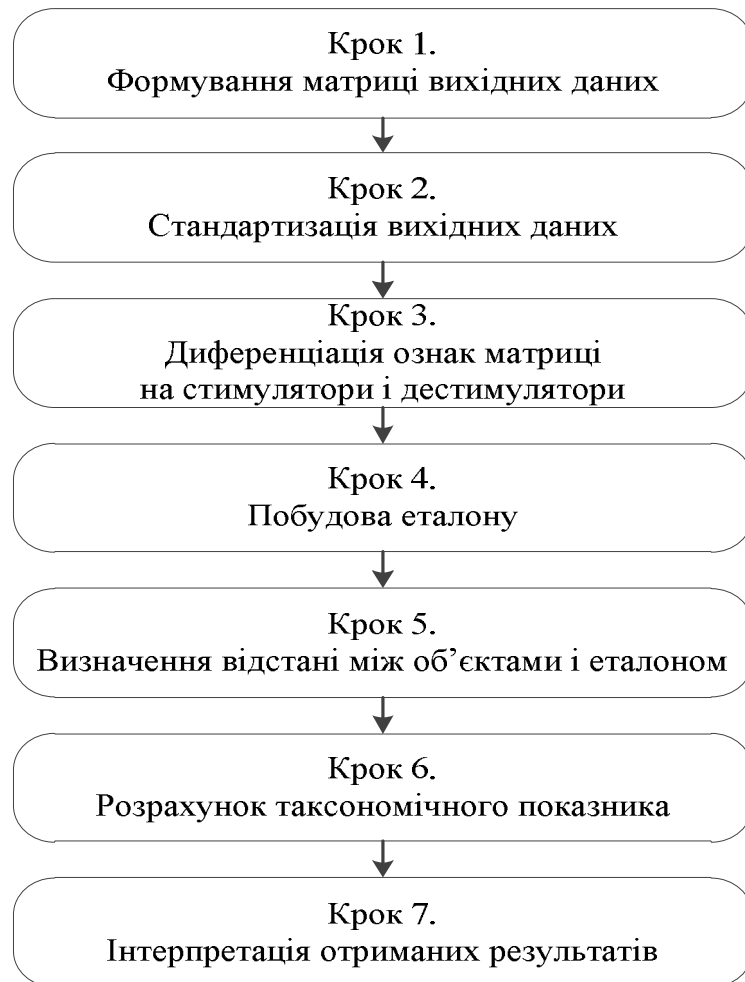 Крок 1.
Формування матриці вихідних даних
Крок 2.
Стандартизація вихідних даних
Крок 3.
Диференціація ознак матриці
на стимулятори і дестимулятори
Крок 4.
Побудова еталону
Крок 5.
Визначення відстані між об’єктами і еталоном
Крок 6.
Розрахунок таксономічного показника
Крок 7.
Інтерпретація отриманих результатів